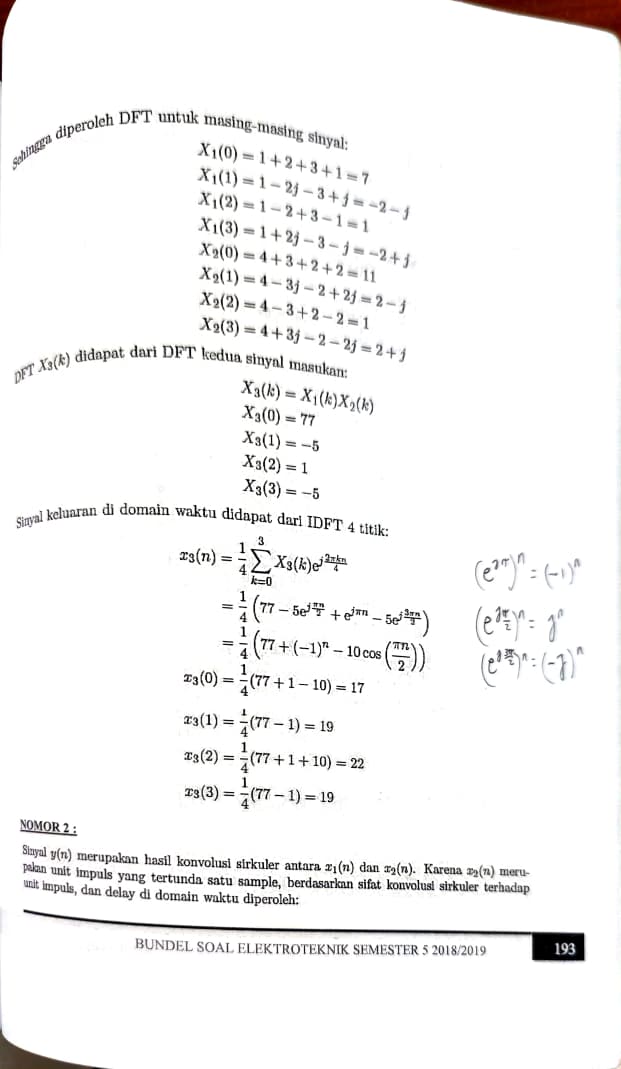 Sehingga diperoleh DFT untuk masing-masing sinyal:
X₁(0) = 1 + 2 + 3 + 1 = 7
X₁(1) = 1 − 2j − 3 + j = −2 − j
X₁(2) = 1 − 2 + 3 − 1 = 1
X₁(3) = 1 + 2j − 3 − j = −2 + j
X₂(0) = 4 + 3 + 2 + 2 = 11
X₂(1) = 4 − 3j − 2 + 2j = 2 − j
X₂(2) = 4 − 3 + 2 − 2 = 1
X₂(3) = 4 + 3j − 2 − 2j = 2 + j
DFT X₃(k) didapat dari DFT kedua sinyal masukan:
X₃(k) = X₁(k)X₂(k)
X₃(0) = 77
X₃(1) = −5
X₃(2) = 1
X₃(3) = −5
Sinyal keluaran di domain waktu didapat dari IDFT 4 titik:
x₃(n) = 1/4 ∑_{k=0}^{3} X₃(k)e^{j 2πkn/4}
= 1/4 (77 − 5e^{j πn/2} + e^{jπn} − 5e^{j 3πn/2})
= 1/4 (77 + (−1)ⁿ − 10 cos (πn/2))
x₃(0) = 1/4 (77 + 1 − 10) = 17
x₃(1) = 1/4 (77 − 1) = 19
x₃(2) = 1/4 (77 + 1 + 10) = 22
x₃(3) = 1/4 (77 − 1) = 19
(e^{jπ})ⁿ = (−1)ⁿ
(e^{j π/2})ⁿ = jⁿ
(e^{j 3π/2})ⁿ = (−j)ⁿ
NOMOR 2 :
Sinyal y(n) merupakan hasil konvolusi sirkuler antara x₁(n) dan x₂(n). Karena x₂(n) meru-
pakan unit impuls yang tertunda satu sample, berdasarkan sifat konvolusi sirkuler terhadap
unit impuls, dan delay di domain waktu diperoleh:
BUNDEL SOAL ELEKTROTEKNIK SEMESTER 5 2018/2019
193